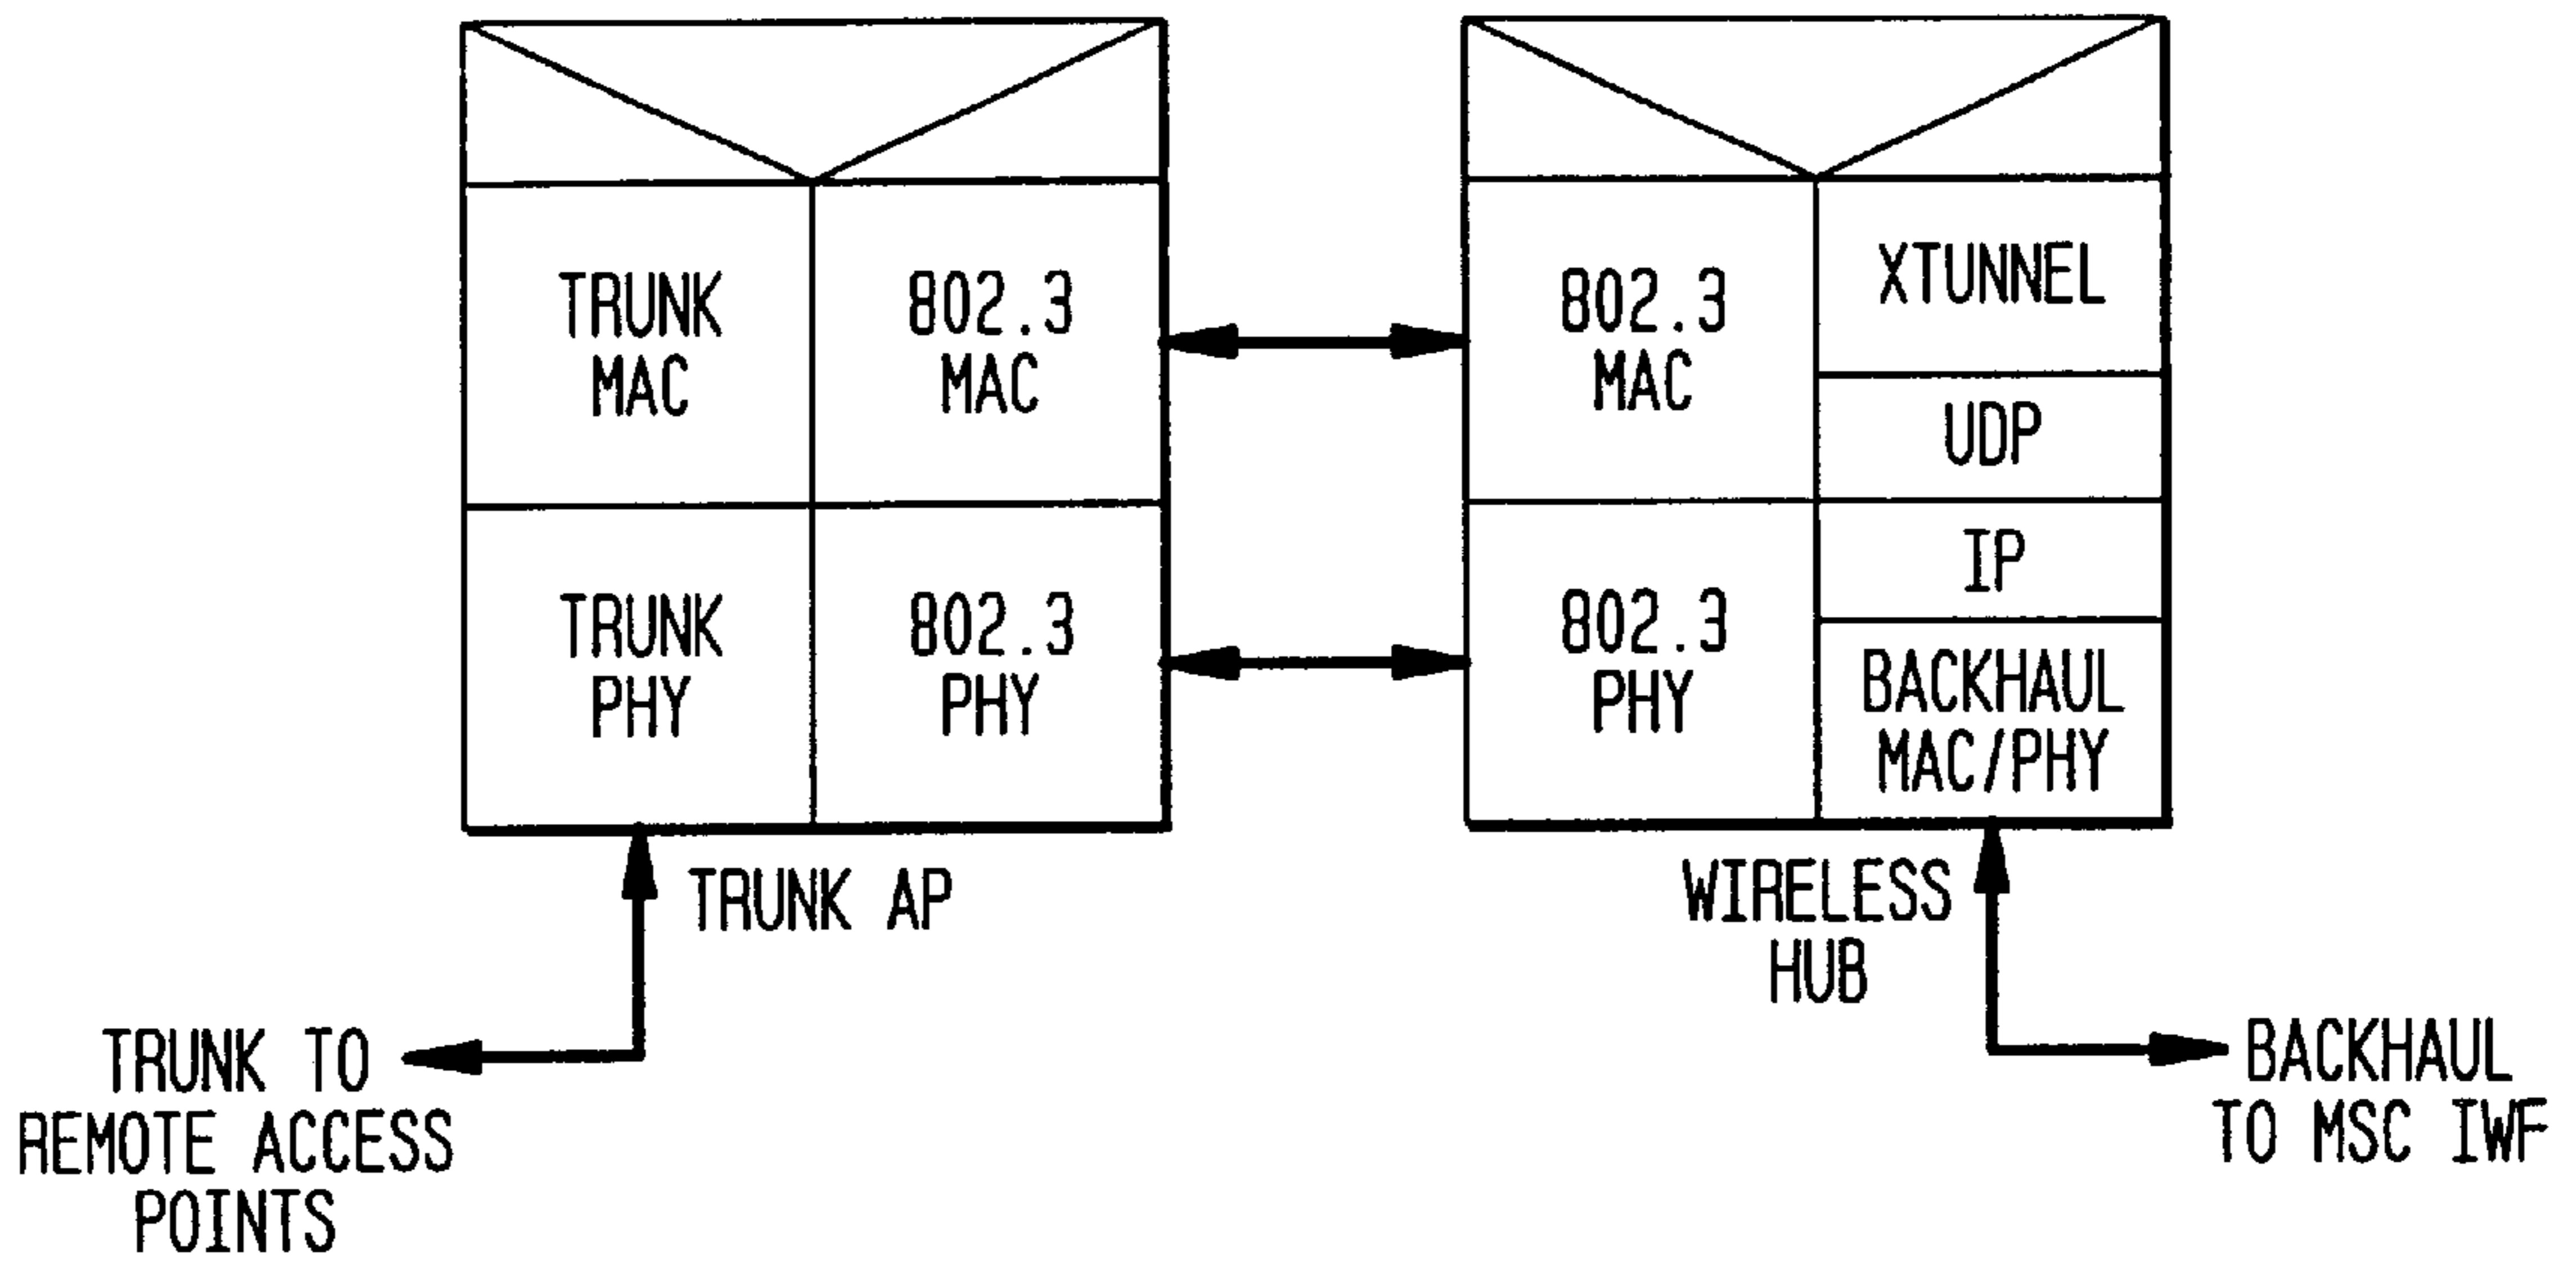 TRUNK
MAC
802.3
MAC
TRUNK
PHY
802.3
PHY
802.3
MAC
XTUNNEL
UDP
802.3
PHY
IP
BACKHAUL
MAC/PHY
TRUNK AP
WIRELESS
HUB
TRUNK TO
REMOTE ACCESS
POINTS
BACKHAUL
TO MSC IWF